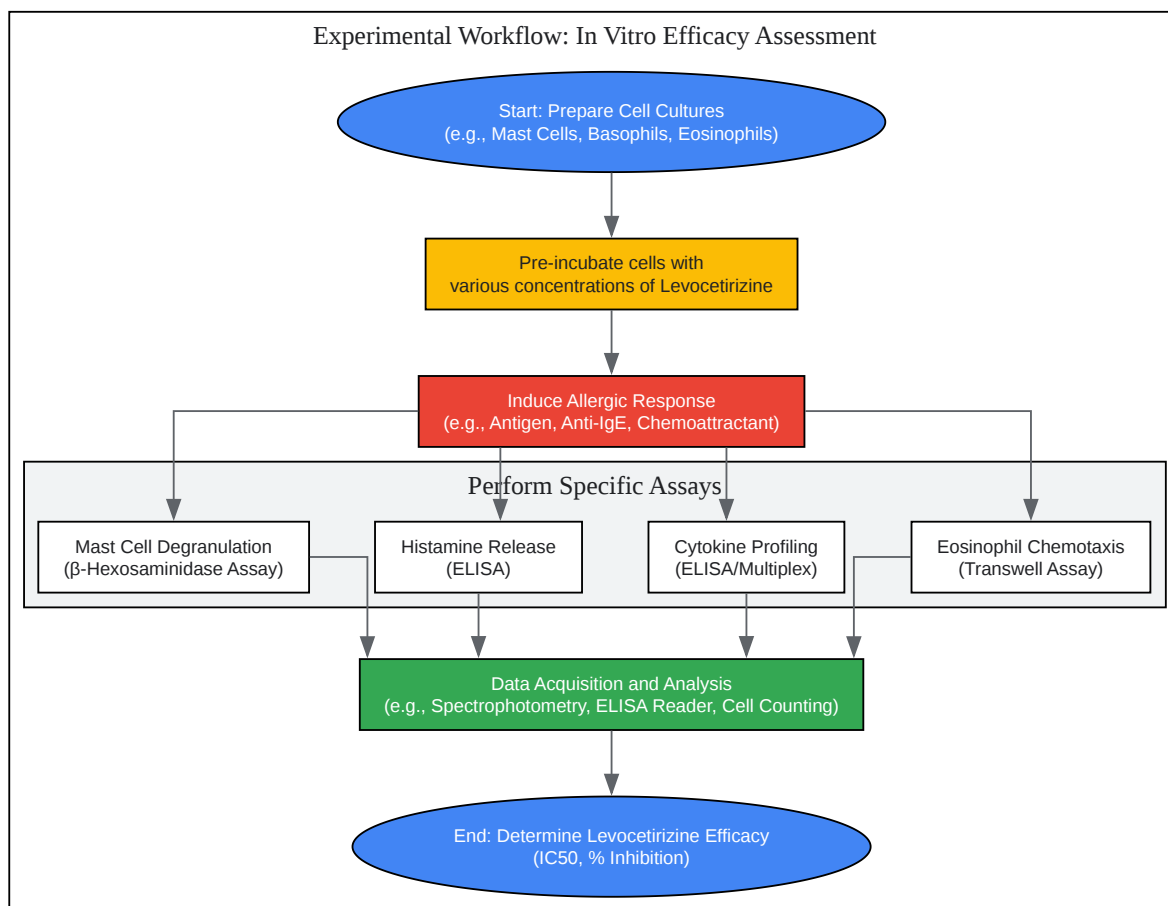 Experimental Workflow: In Vitro Efficacy Assessment
Start: Prepare Cell Cultures
(e.g., Mast Cells, Basophils, Eosinophils)
Pre-incubate cells with
various concentrations of Levocetirizine
Induce Allergic Response
(e.g., Antigen, Anti-IgE, Chemoattractant)
Perform Specific Assays
Mast Cell Degranulation
(β-Hexosaminidase Assay)
Histamine Release
(ELISA)
Cytokine Profiling
(ELISA/Multiplex)
Eosinophil Chemotaxis
(Transwell Assay)
Data Acquisition and Analysis
(e.g., Spectrophotometry, ELISA Reader, Cell Counting)
End: Determine Levocetirizine Efficacy
(IC50, % Inhibition)